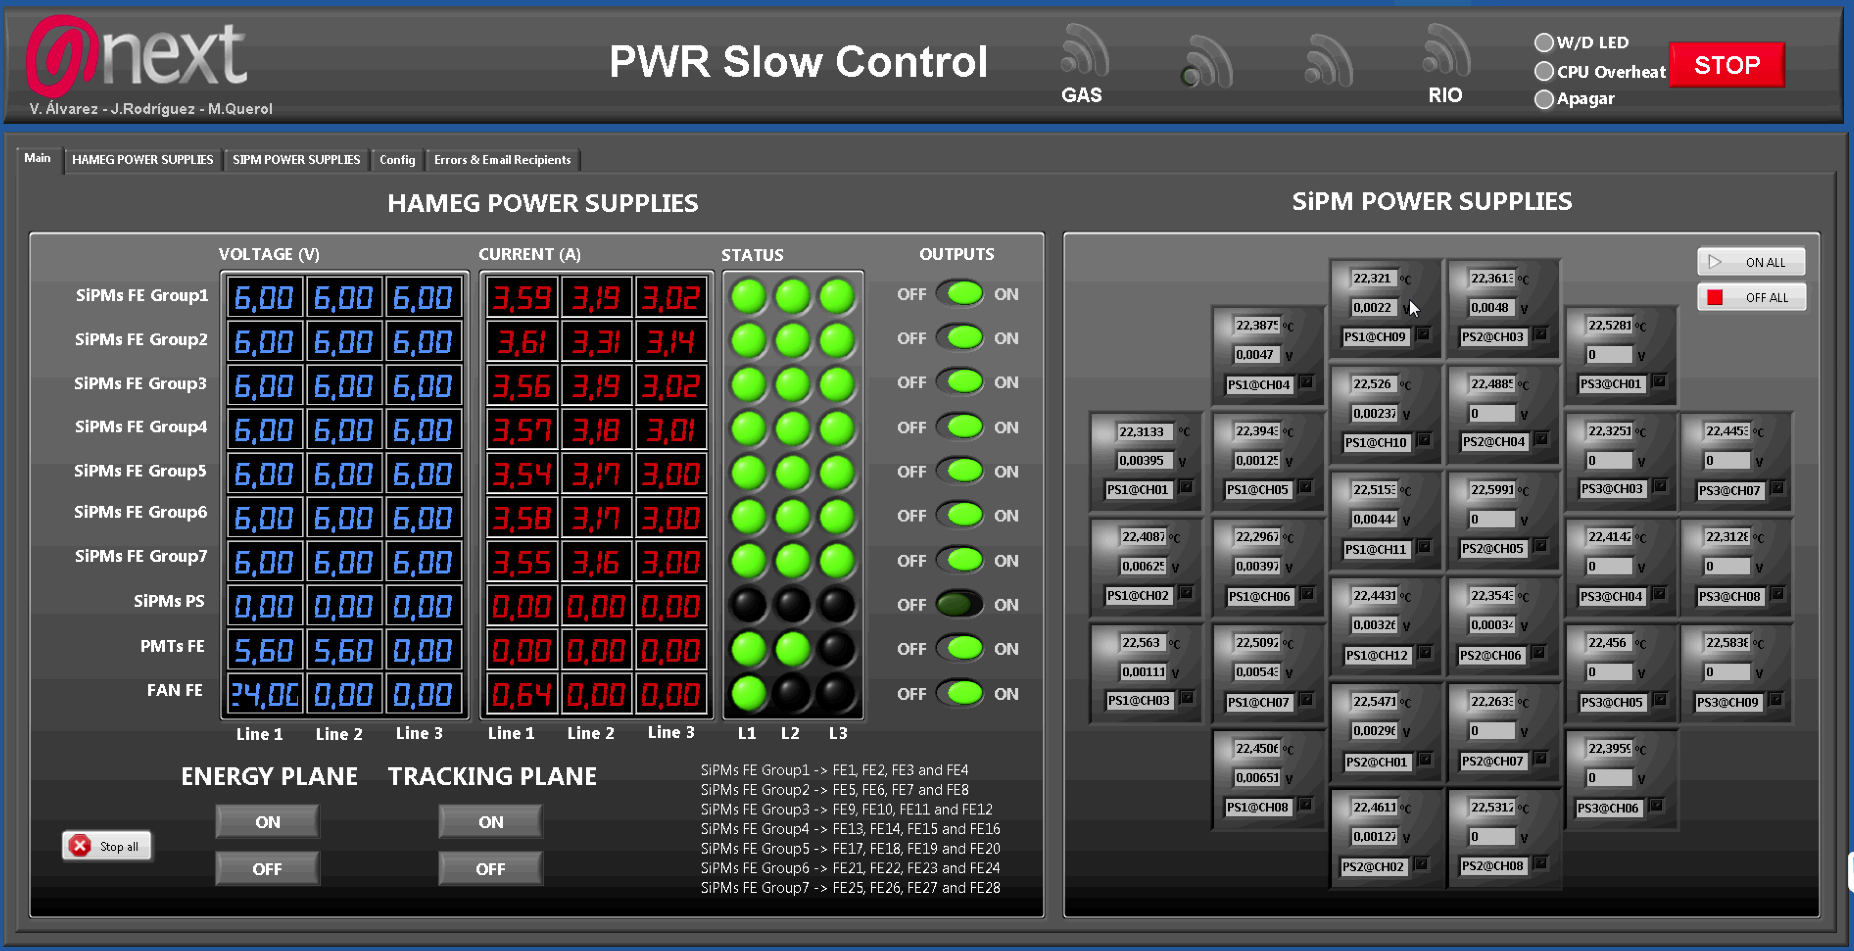 next
V. Álvarez - J.Rodríguez - M.Querol
PWR Slow Control
GAS
RIO
W/D LED
CPU Overheat
Apagar
STOP
Main
HAMEG POWER SUPPLIES
SIPM POWER SUPPLIES
Config
Errors & Email Recipients
HAMEG POWER SUPPLIES
VOLTAGE (V) CURRENT (A) STATUS OUTPUTS
SiPMs FE Group1 6,00 6,00 6,00 3,59 3,19 3,02 OFF ON
SiPMs FE Group2 6,00 6,00 6,00 3,61 3,31 3,14 OFF ON
SiPMs FE Group3 6,00 6,00 6,00 3,56 3,19 3,02 OFF ON
SiPMs FE Group4 6,00 6,00 6,00 3,57 3,18 3,01 OFF ON
SiPMs FE Group5 6,00 6,00 6,00 3,54 3,17 3,00 OFF ON
SiPMs FE Group6 6,00 6,00 6,00 3,58 3,17 3,00 OFF ON
SiPMs FE Group7 6,00 6,00 6,00 3,55 3,16 3,00 OFF ON
SiPMs PS 0,00 0,00 0,00 0,00 0,00 0,00 OFF ON
PMTs FE 5,60 5,60 0,00 0,00 0,00 0,00 OFF ON
FAN FE 24,00 0,00 0,00 0,64 0,00 0,00 OFF ON
Line 1 Line 2 Line 3 Line 1 Line 2 Line 3 L1 L2 L3
ENERGY PLANE
ON
OFF
TRACKING PLANE
ON
OFF
Stop all
SiPMs FE Group1 -> FE1, FE2, FE3 and FE4
SiPMs FE Group2 -> FE5, FE6, FE7 and FE8
SiPMs FE Group3 -> FE9, FE10, FE11 and FE12
SiPMs FE Group4 -> FE13, FE14, FE15 and FE16
SiPMs FE Group5 -> FE17, FE18, FE19 and FE20
SiPMs FE Group6 -> FE21, FE22, FE23 and FE24
SiPMs FE Group7 -> FE25, FE26, FE27 and FE28
SiPM POWER SUPPLIES
ON ALL
OFF ALL
22,3133 °C
0,00395 V
PS1@CH01
22,4087 °C
0,00625 V
PS1@CH02
22,563 °C
0,00111 V
PS1@CH03
22,3875 °C
0,0047 V
PS1@CH04
22,3943 °C
0,00125 V
PS1@CH05
22,2967 °C
0,00397 V
PS1@CH06
22,5092 °C
0,00543 V
PS1@CH07
22,4506 °C
0,00651 V
PS1@CH08
22,321 °C
0,0022 V
PS1@CH09
22,526 °C
0,00237 V
PS1@CH10
22,5153 °C
0,00444 V
PS1@CH11
22,4431 °C
0,00326 V
PS1@CH12
22,5471 °C
0,00296 V
PS2@CH01
22,4611 °C
0,00127 V
PS2@CH02
22,3613 °C
0,0048 V
PS2@CH03
22,4885 °C
0 V
PS2@CH04
22,5991 °C
0 V
PS2@CH05
22,3543 °C
0,00034 V
PS2@CH06
22,2633 °C
0 V
PS2@CH07
22,5312 °C
0 V
PS2@CH08
22,5281 °C
0 V
PS3@CH01
22,3251 °C
0 V
PS3@CH03
22,4142 °C
0 V
PS3@CH04
22,456 °C
0 V
PS3@CH05
22,3959 °C
0 V
PS3@CH06
22,4453 °C
0 V
PS3@CH07
22,3128 °C
0 V
PS3@CH08
22,5838 °C
0 V
PS3@CH09